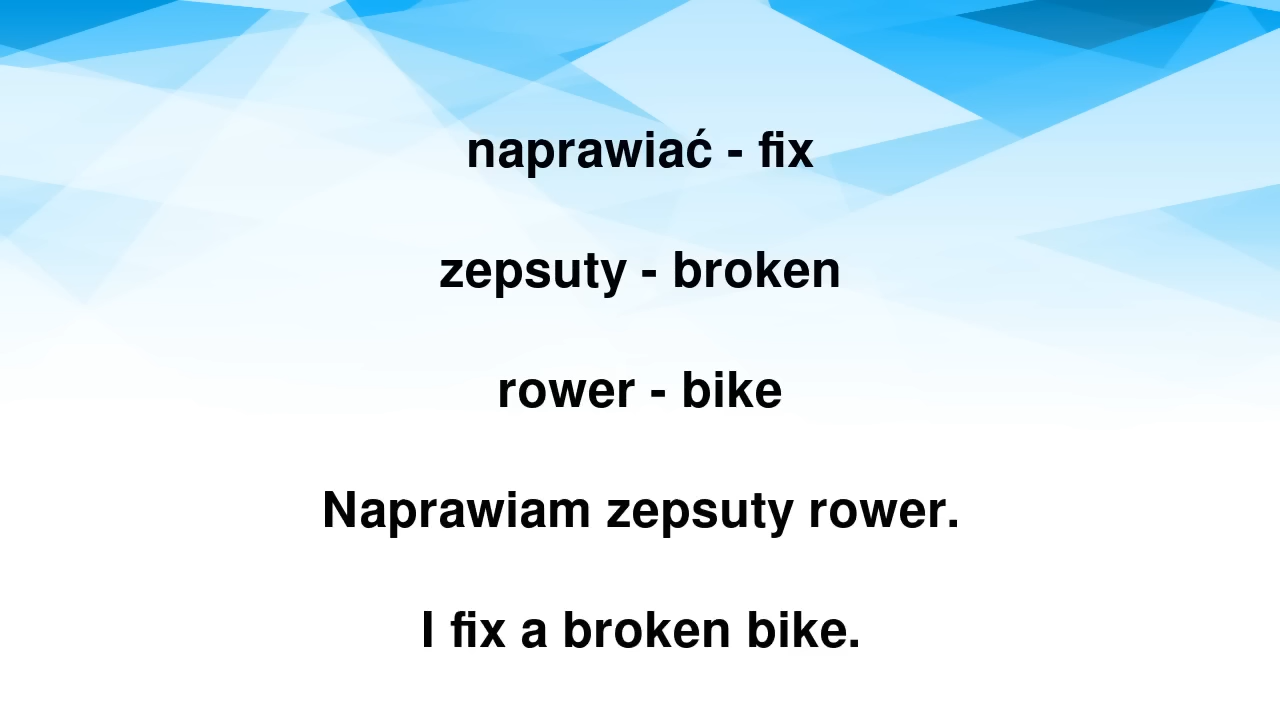 naprawiać - fix
zepsuty - broken
rower - bike
Naprawiam zepsuty rower.
I fix a broken bike.